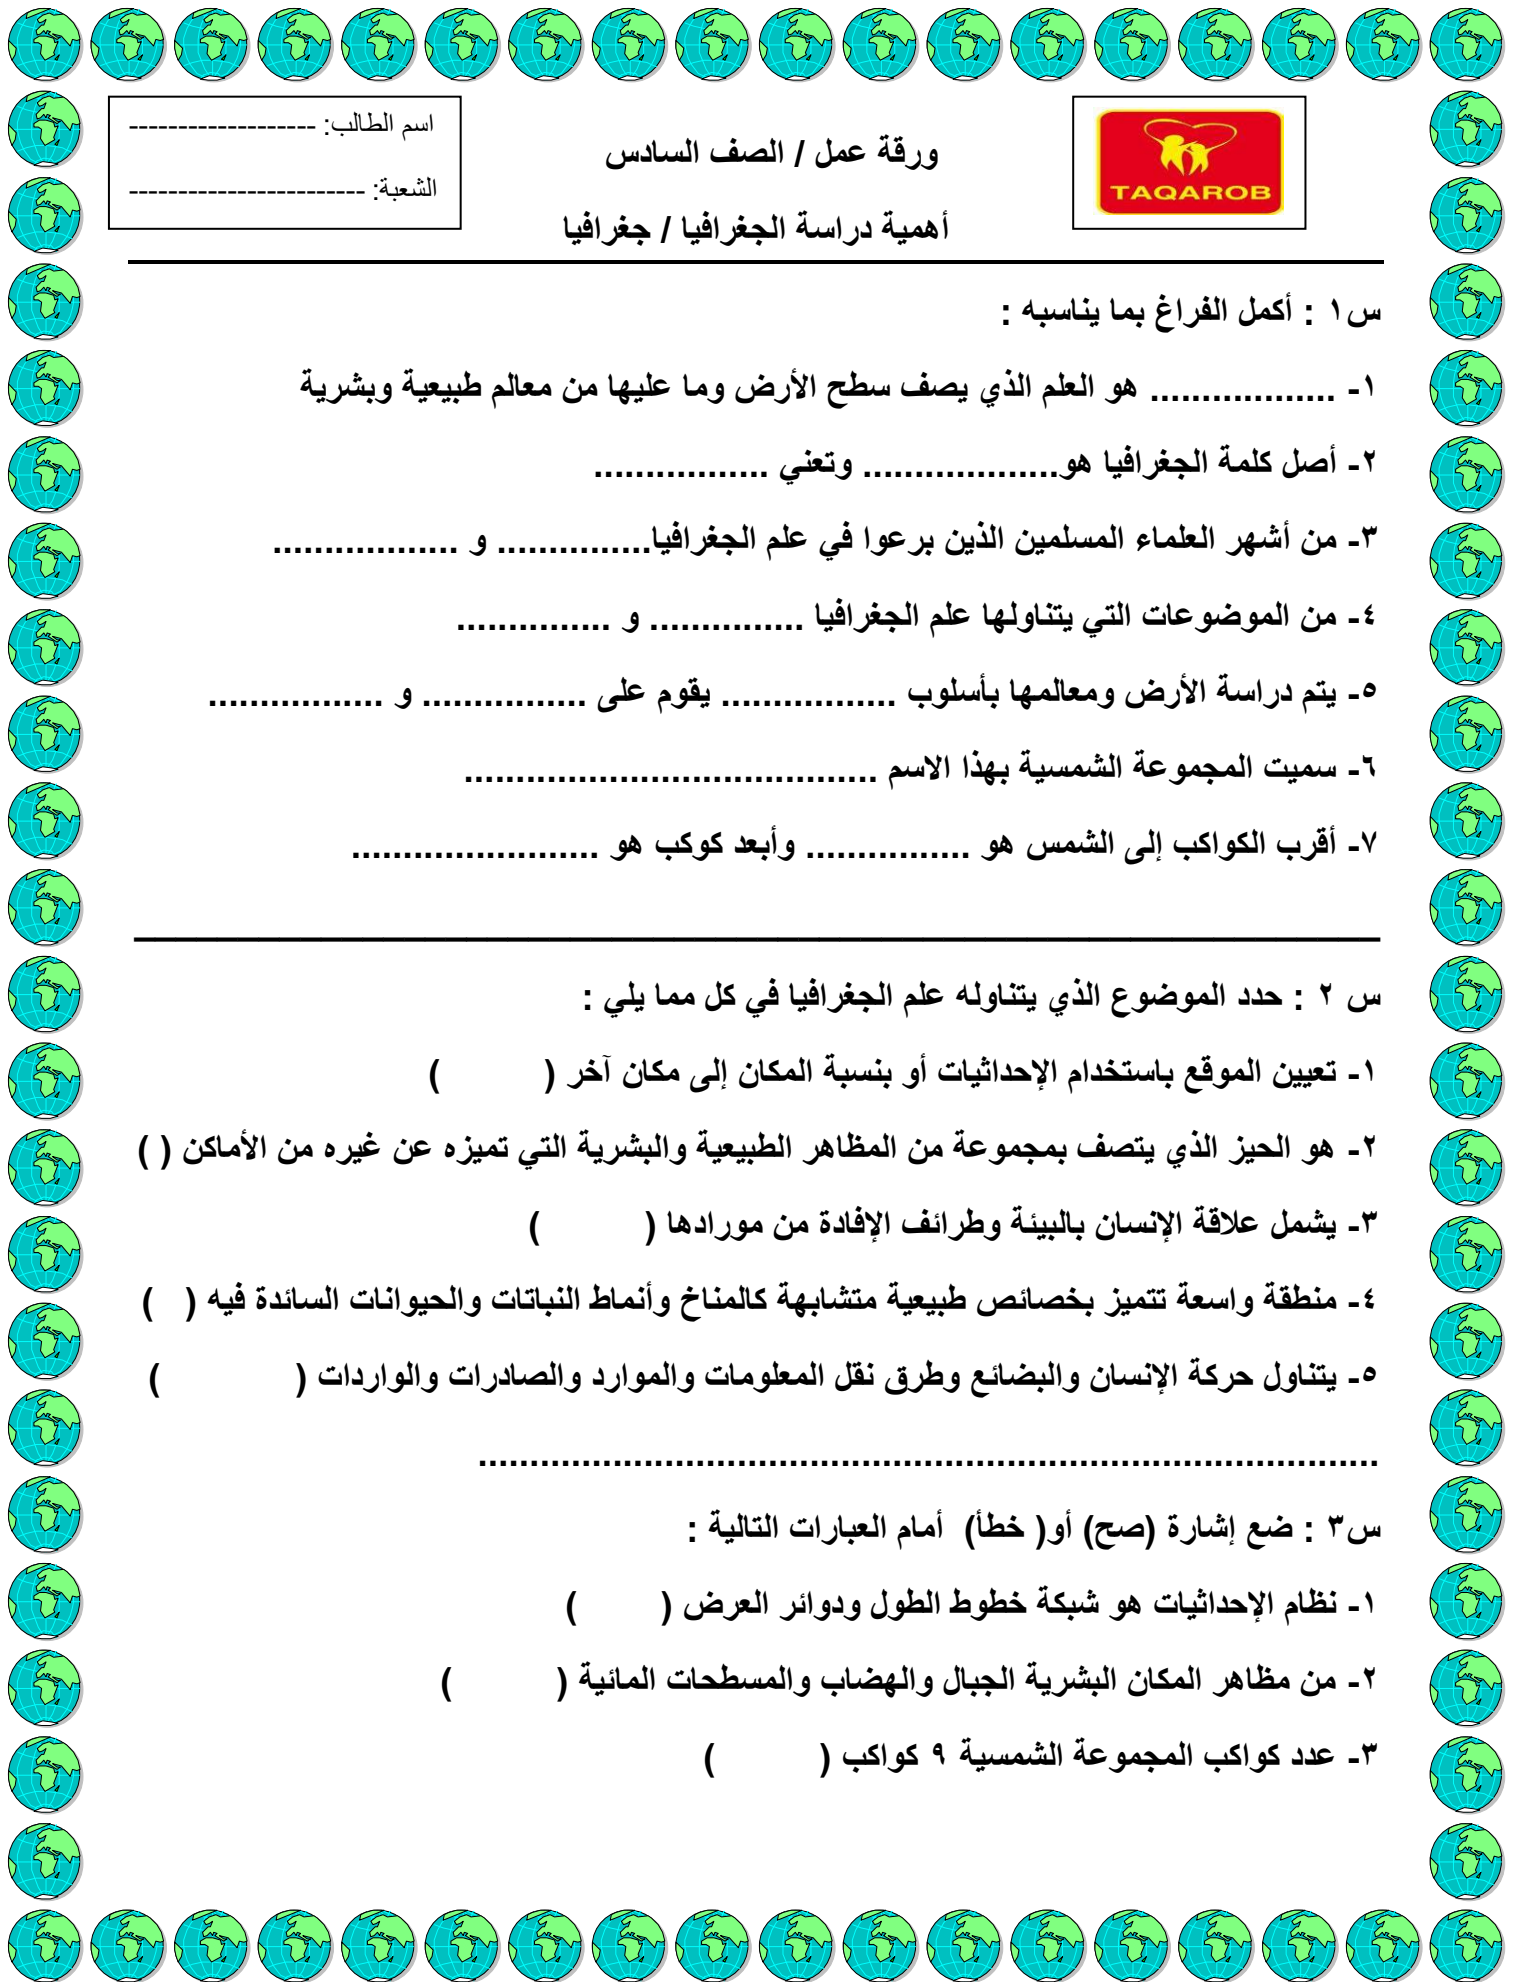 اسم الطالب: -------------------
الشعبة: ------------------------
ورقة عمل / الصف السادس
أهمية دراسة الجغرافيا / جغرافيا
TAQAROB
س١ : أكمل الفراغ بما يناسبه :
١- .................. هو العلم الذي يصف سطح الأرض وما عليها من معالم طبيعية وبشرية
٢- أصل كلمة الجغرافيا هو................... وتعني .................
٣- من أشهر العلماء المسلمين الذين برعوا في علم الجغرافيا............... و ..................
٤- من الموضوعات التي يتناولها علم الجغرافيا ............... و ...............
٥- يتم دراسة الأرض ومعالمها بأسلوب ................. يقوم على ................ و .................
٦- سميت المجموعة الشمسية بهذا الاسم ........................................
٧- أقرب الكواكب إلى الشمس هو ................ وأبعد كوكب هو ........................
س ٢ : حدد الموضوع الذي يتناوله علم الجغرافيا في كل مما يلي :
١- تعيين الموقع باستخدام الإحداثيات أو بنسبة المكان إلى مكان آخر ( )
٢- هو الحيز الذي يتصف بمجموعة من المظاهر الطبيعية والبشرية التي تميزه عن غيره من الأماكن ( )
٣- يشمل علاقة الإنسان بالبيئة وطرائف الإفادة من مورادها ( )
٤- منطقة واسعة تتميز بخصائص طبيعية متشابهة كالمناخ وأنماط النباتات والحيوانات السائدة فيه ( )
٥- يتناول حركة الإنسان والبضائع وطرق نقل المعلومات والموارد والصادرات والواردات ( )
.......................................................................................
س٣ : ضع إشارة (صح) أو( خطأ) أمام العبارات التالية :
١- نظام الإحداثيات هو شبكة خطوط الطول ودوائر العرض ( )
٢- من مظاهر المكان البشرية الجبال والهضاب والمسطحات المائية ( )
٣- عدد كواكب المجموعة الشمسية ٩ كواكب ( )